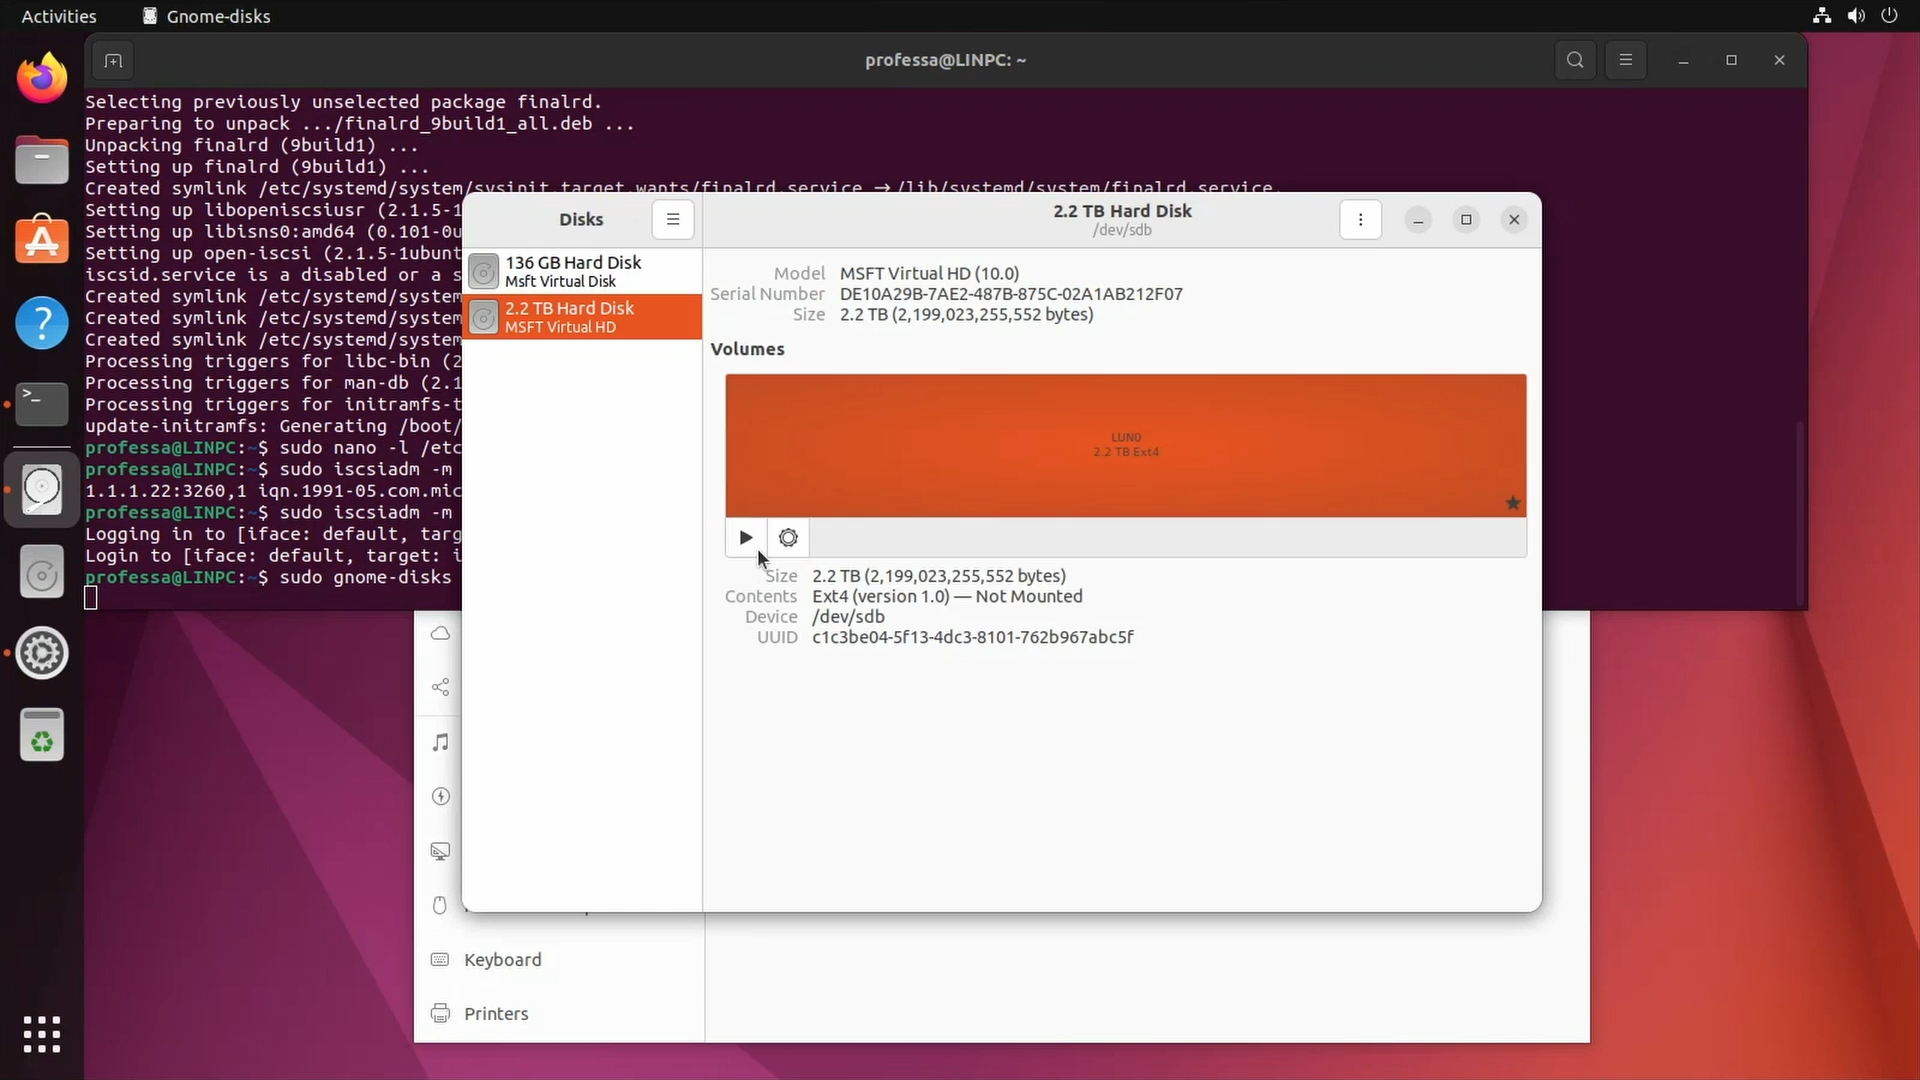 Activities
Gnome-disks
professa@LINPC: ~
Selecting previously unselected package finalrd.
Preparing to unpack .../finalrd_9build1_all.deb ...
Unpacking finalrd (9build1) ...
Setting up finalrd (9build1) ...
Created symlink /etc/systemd/system/sysinit.target.wants/finalrd.service → /lib/systemd/system/finalrd.service.
Setting up libopeniscsiusr (2.1.5-1
Setting up libisns0:amd64 (0.101-0u
Setting up open-iscsi (2.1.5-1ubunt
iscsid.service is a disabled or a s
Created symlink /etc/systemd/system
Created symlink /etc/systemd/system
Created symlink /etc/systemd/system
Processing triggers for libc-bin (2
Processing triggers for man-db (2.1
Processing triggers for initramfs-t
update-initramfs: Generating /boot/
professa@LINPC:~$ sudo nano -l /etc
professa@LINPC:~$ sudo iscsiadm -m
1.1.1.22:3260,1 iqn.1991-05.com.mic
professa@LINPC:~$ sudo iscsiadm -m
Logging in to [iface: default, targ
Login to [iface: default, target: i
professa@LINPC:~$ sudo gnome-disks
Disks
2.2 TB Hard Disk
/dev/sdb
136 GB Hard Disk
Msft Virtual Disk
2.2 TB Hard Disk
MSFT Virtual HD
Model MSFT Virtual HD (10.0)
Serial Number DE10A29B-7AE2-487B-875C-02A1AB212F07
Size 2.2 TB (2,199,023,255,552 bytes)
Volumes
LUN0
2.2 TB Ext4
Size 2.2 TB (2,199,023,255,552 bytes)
Contents Ext4 (version 1.0) — Not Mounted
Device /dev/sdb
UUID c1c3be04-5f13-4dc3-8101-762b967abc5f
Keyboard
Printers